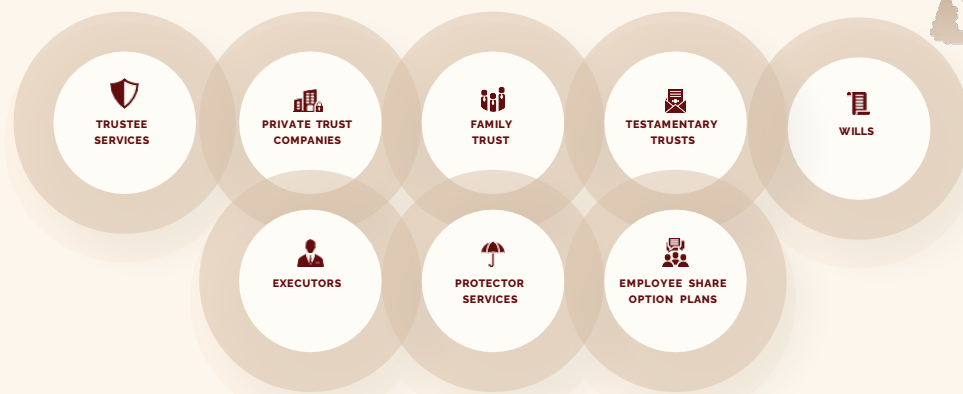 TRUSTEE
SERVICES
PRIVATE TRUST
COMPANIES
FAMILY
TRUST
TESTAMENTARY
TRUSTS
WILLS
EXECUTORS
PROTECTOR
SERVICES
EMPLOYEE SHARE
OPTION PLANS